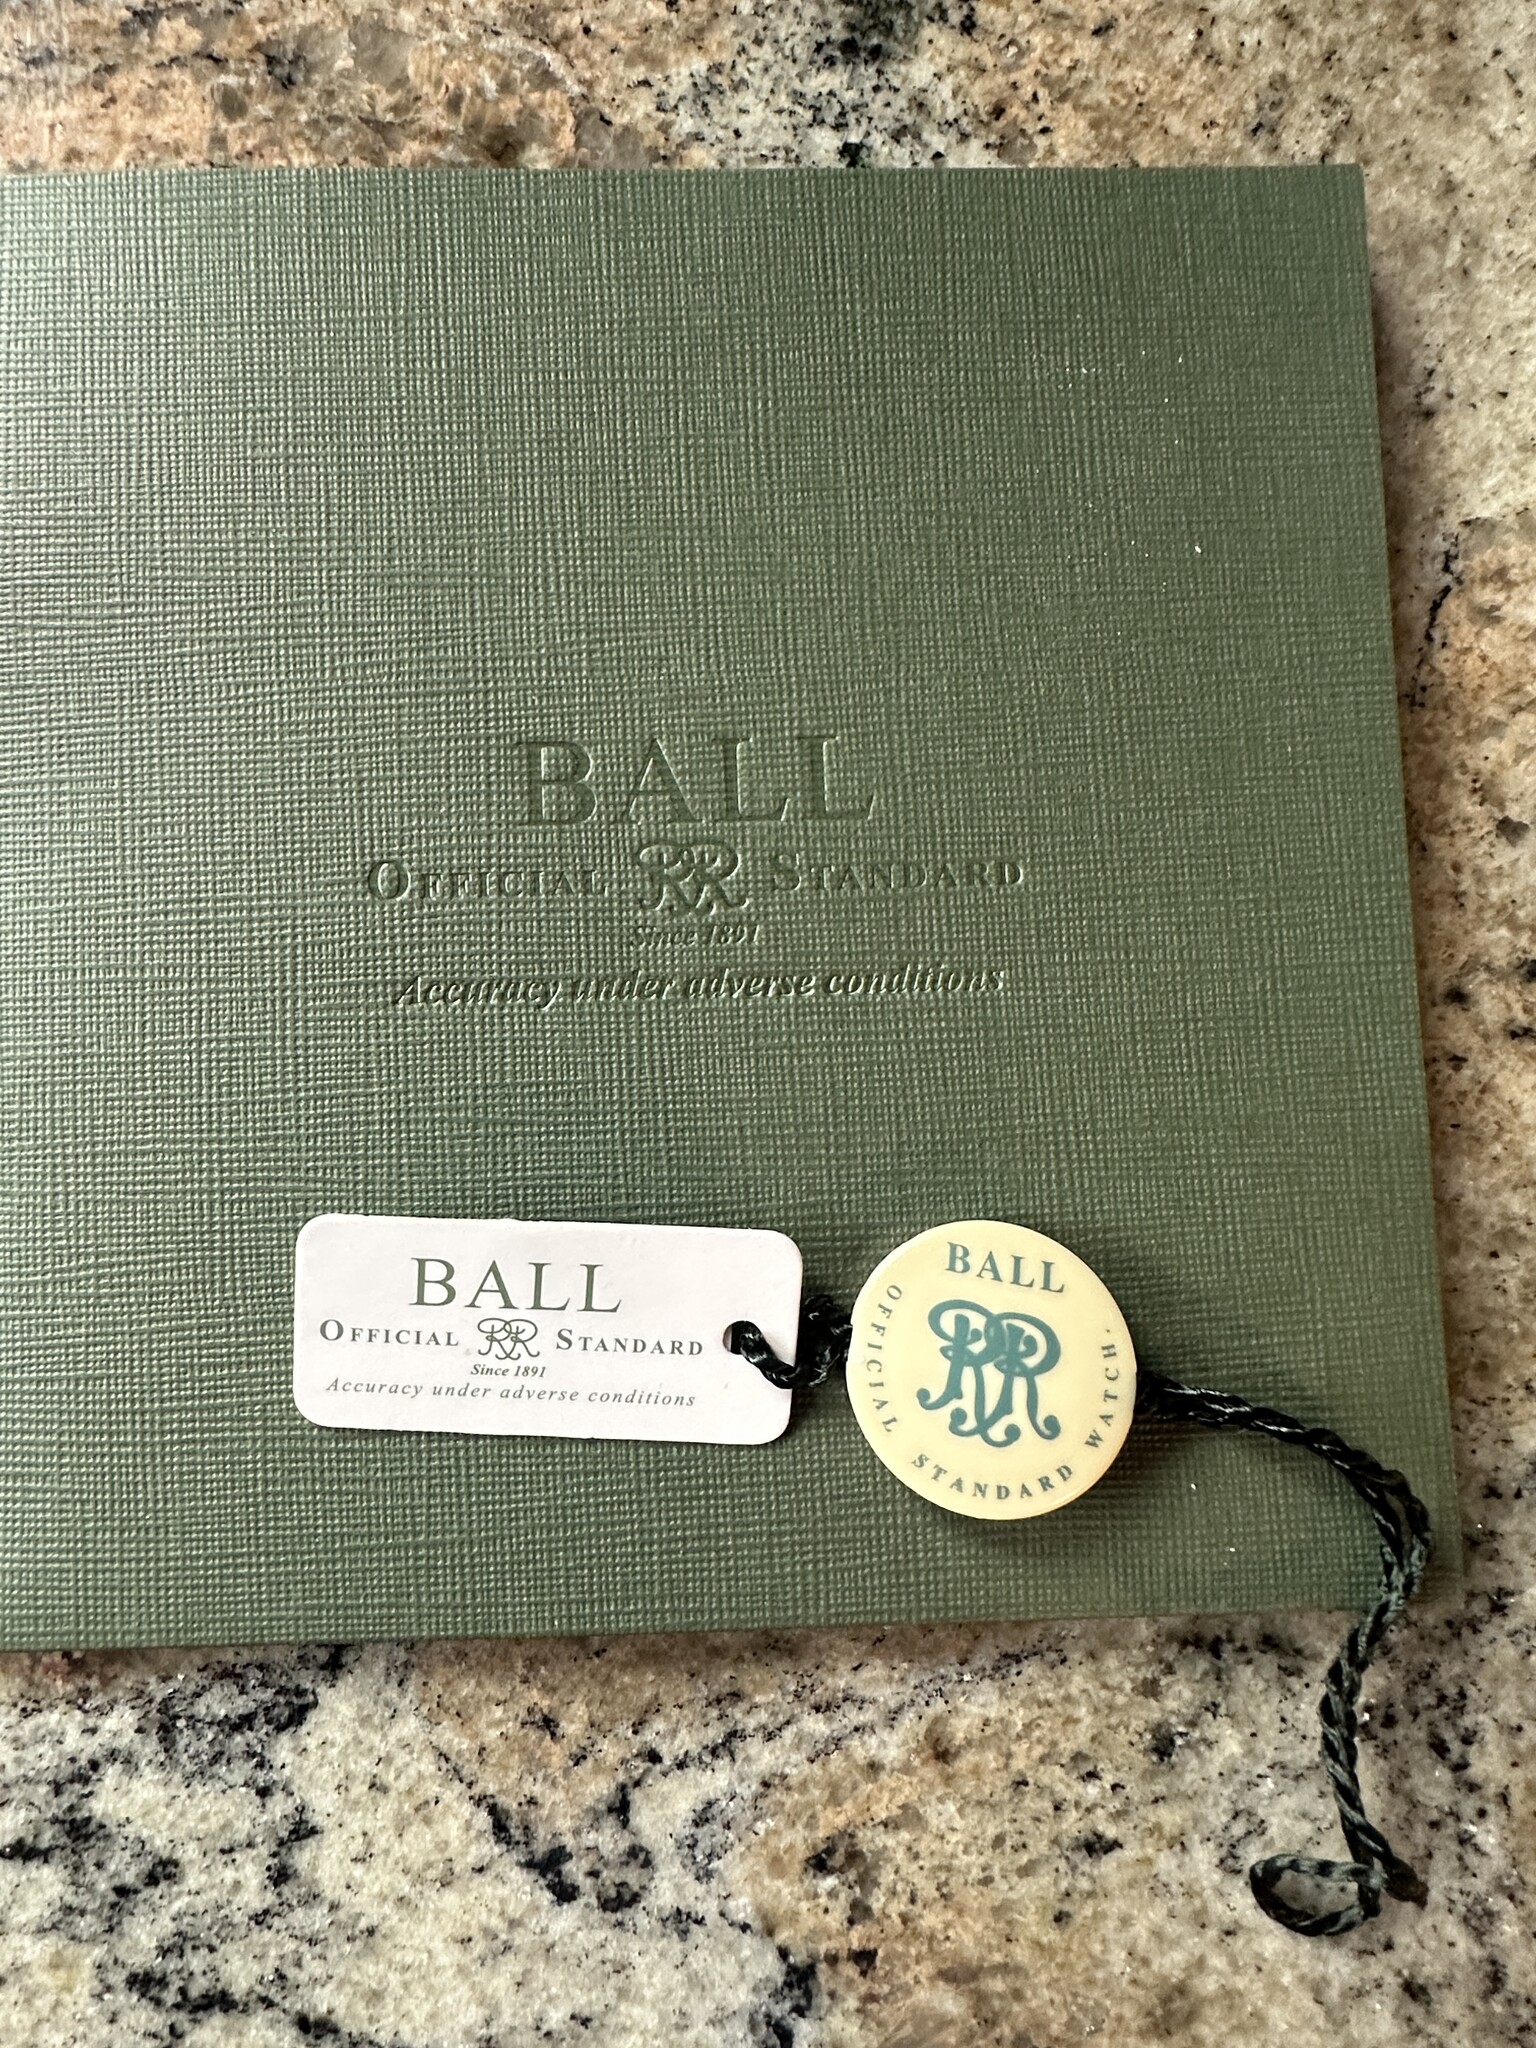 BALL
OFFICIAL RR STANDARD
Since 1891
Accuracy under adverse conditions
BALL
OFFICIAL RR STANDARD
Since 1891
Accuracy under adverse conditions
BALL
RR
OFFICIAL STANDARD WATCH.